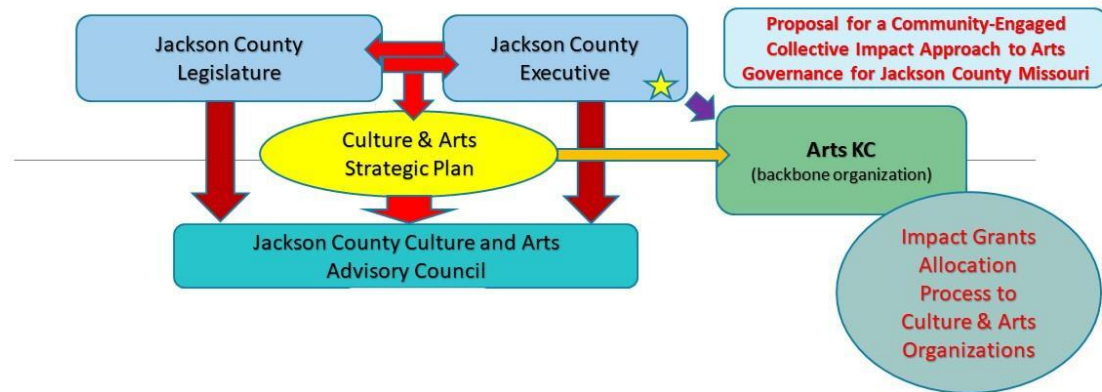 Jackson County
Legislature
Jackson County
Executive
Proposal for a Community-Engaged
Collective Impact Approach to Arts
Governance for Jackson County Missouri
Culture & Arts
Strategic Plan
Arts KC
(backbone organization)
Jackson County Culture and Arts
Advisory Council
Impact Grants
Allocation
Process to
Culture & Arts
Organizations